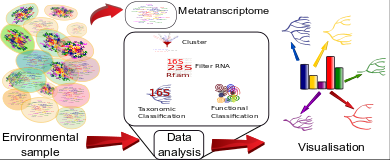 Metatranscriptome
Cluster
16S
23S
Rfam
Filter RNA
16S
Taxonomic
Classification
Functional
Classification
Environmental
sample
Data
analysis
Visualisation